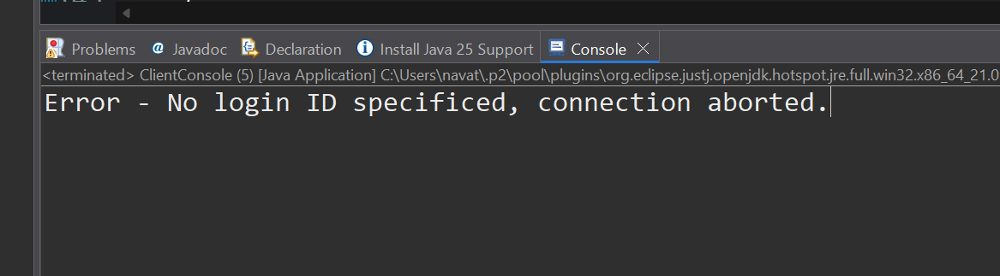 Problems @ Javadoc Declaration Install Java 25 Support Console
<terminated> ClientConsole (5) [Java Application] C:\Users\navat\.p2\pool\plugins\org.eclipse.justj.openjdk.hotspot.jre.full.win32.x86_64_21.0
Error - No login ID specificed, connection aborted.